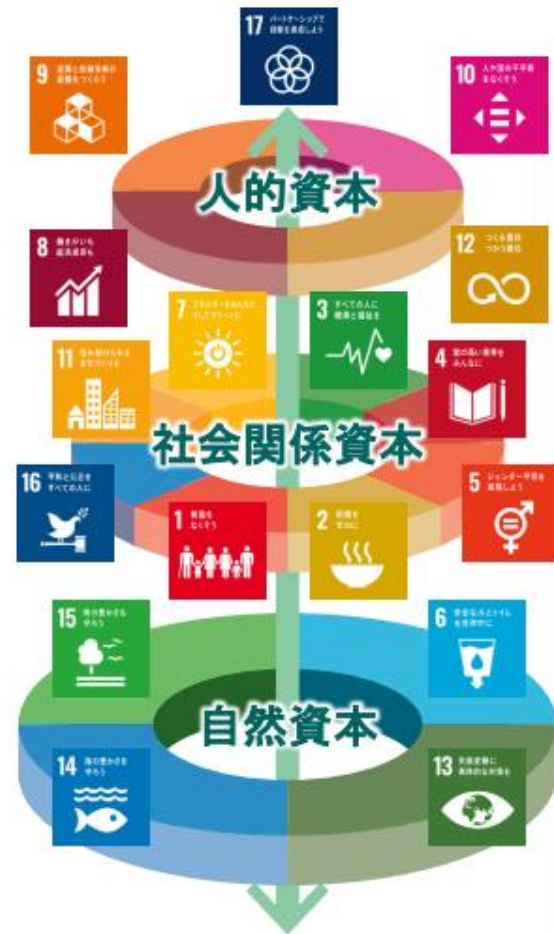 17 パートナーシップで
目標を達成しよう
9 産業と技術革新の
基盤をつくろう
10 人や国の不平等
をなくそう
人的資本
8 働きがいも
経済成長も
12 つくる責任
つかう責任
7 エネルギーをみんなに
そしてクリーンに
3 すべての人に
健康と福祉を
11 住み続けられる
まちづくりを
4 質の高い教育を
みんなに
社会関係資本
16 平和と公正を
すべての人に
5 ジェンダー平等を
実現しよう
1 貧困を
なくそう
2 飢餓を
ゼロに
15 陸の豊かさも
守ろう
6 安全な水とトイレ
を世界中に
自然資本
14 海の豊かさを
守ろう
13 気候変動に
具体的な対策を